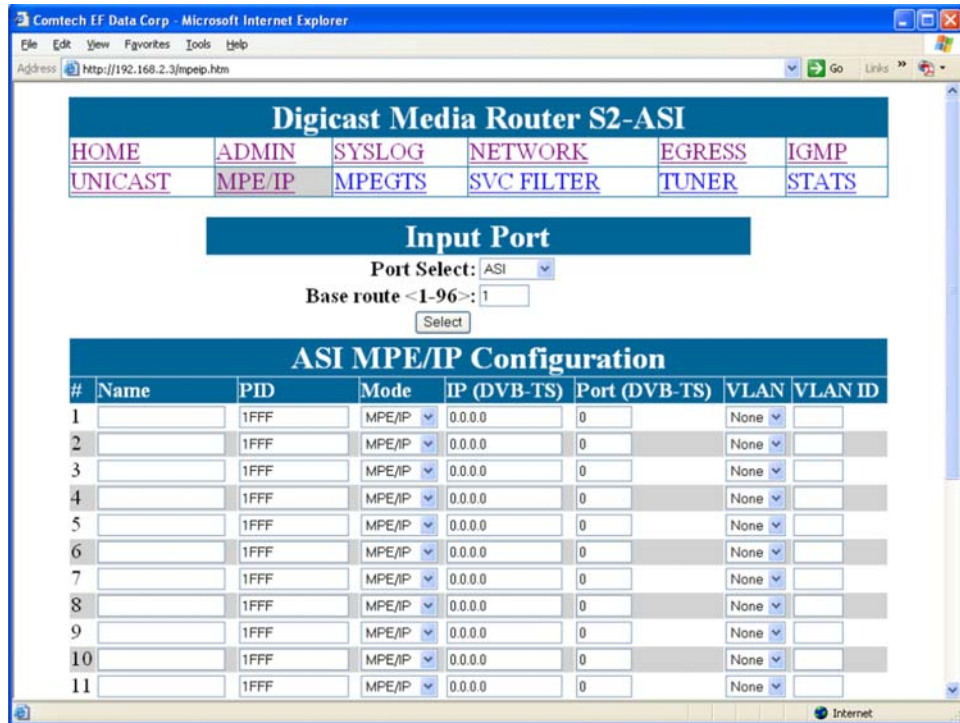 Comtech EF Data Corp - Microsoft Internet Explorer
File Edit View Favorites Tools Help
Address http://192.168.2.3/mpeip.htm Go Links »
Digicast Media Router S2-ASI
HOME ADMIN SYSLOG NETWORK EGRESS IGMP
UNICAST MPE/IP MPEGTS SVC FILTER TUNER STATS
Input Port
Port Select: ASI
Base route <1-96>: 1
Select
ASI MPE/IP Configuration
# Name PID Mode IP (DVB-TS) Port (DVB-TS) VLAN VLAN ID
1 1FFF MPE/IP 0.0.0.0 0 None
2 1FFF MPE/IP 0.0.0.0 0 None
3 1FFF MPE/IP 0.0.0.0 0 None
4 1FFF MPE/IP 0.0.0.0 0 None
5 1FFF MPE/IP 0.0.0.0 0 None
6 1FFF MPE/IP 0.0.0.0 0 None
7 1FFF MPE/IP 0.0.0.0 0 None
8 1FFF MPE/IP 0.0.0.0 0 None
9 1FFF MPE/IP 0.0.0.0 0 None
10 1FFF MPE/IP 0.0.0.0 0 None
11 1FFF MPE/IP 0.0.0.0 0 None
Internet